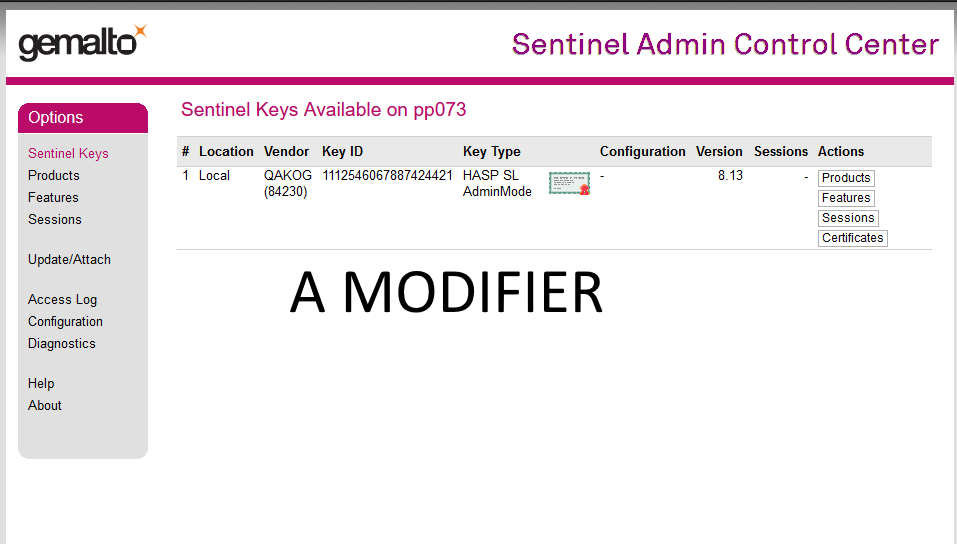 gemalto
Sentinel Admin Control Center
Options
Sentinel Keys
Products
Features
Sessions
Update/Attach
Access Log
Configuration
Diagnostics
Help
About
Sentinel Keys Available on pp073
# Location Vendor Key ID Key Type Configuration Version Sessions Actions
1 Local QAKOG 1112546067887424421 HASP SL - 8.13 - Products
(84230) AdminMode
Features
Sessions
Certificates
A MODIFIER